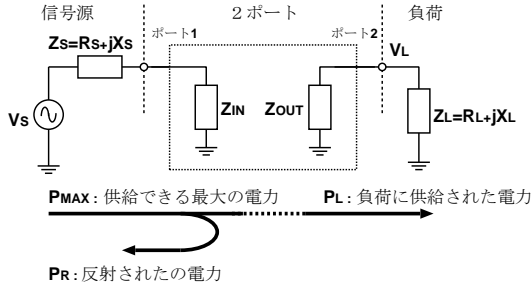 信号源
2ポート
負荷
ZS=RS+jXS
ポート1
ポート2
VL
VS
ZIN
ZOUT
ZL=RL+jXL
PMAX : 供給できる最大の電力
PL : 負荷に供給された電力
PR : 反射されたの電力